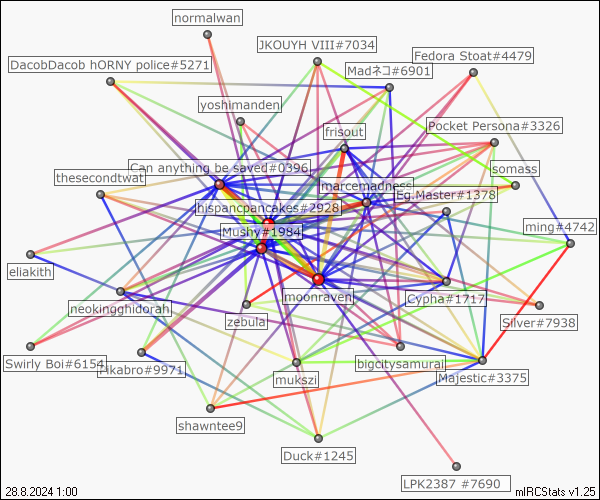 normalwan
JKOUYH VIII#7034
Fedora Stoat#4479
DacobDacob hORNY police#5271
Madネコ#6901
yoshimanden
frisout
Pocket Persona#3326
Can anything be saved#0396
somass
thesecondtwat
marcemadness
Eg.Master#1378
hispancpancakes#2928
ming#4742
Mushy#1984
eliakith
moonraven
Cypha#1717
neokingghidorah
zebula
Silver#7938
Swirly Boi#6154
Pikabro#9971
bigcitysamurai
mukszi
Majestic#3375
shawntee9
Duck#1245
LPK2387 #7690
28.8.2024 1:00
mIRCStats v1.25